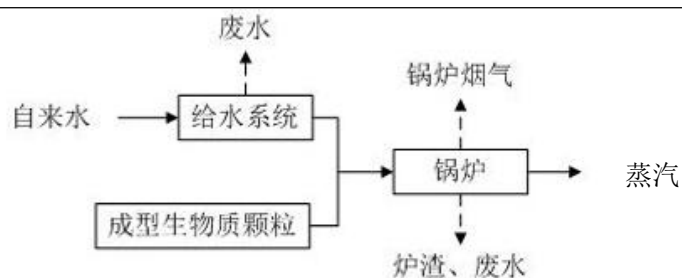 废水
锅炉烟气
自来水
给水系统
锅炉
蒸汽
成型生物质颗粒
炉渣、废水